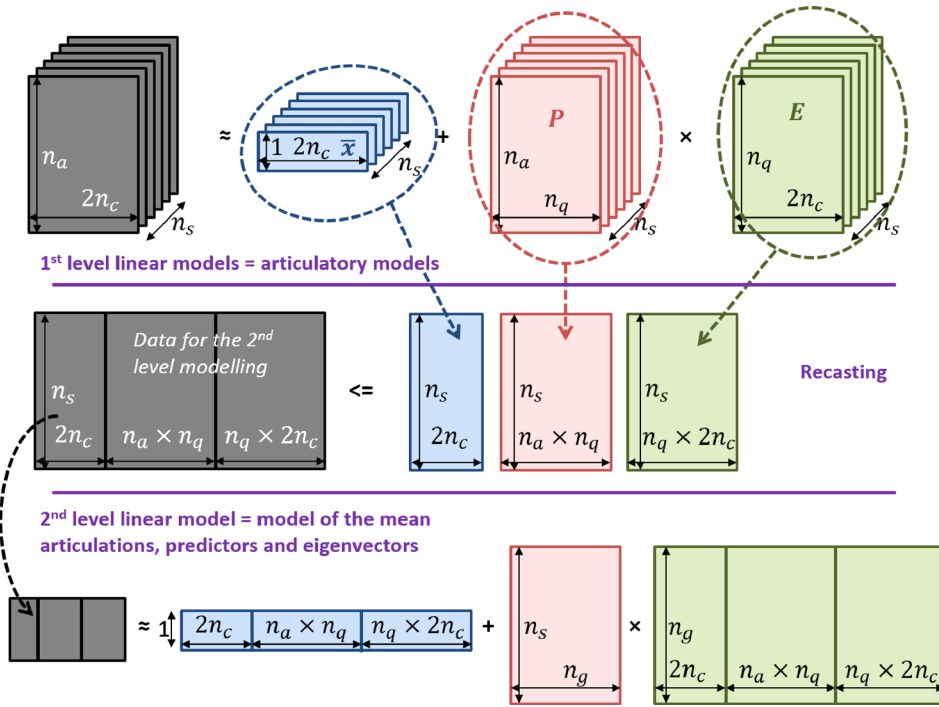 ≈ + ×
1 2n_c x̄ P E
n_a n_s n_a n_q
2n_c n_q 2n_c
n_s n_s n_s
1st level linear models = articulatory models
Data for the 2nd
level modelling
n_s <= n_s n_s n_s Recasting
2n_c n_a × n_q n_q × 2n_c 2n_c n_a × n_q n_q × 2n_c
2nd level linear model = model of the mean
articulations, predictors and eigenvectors
≈ 1 2n_c n_a × n_q n_q × 2n_c + n_s × n_g
n_g 2n_c n_a × n_q n_q × 2n_c